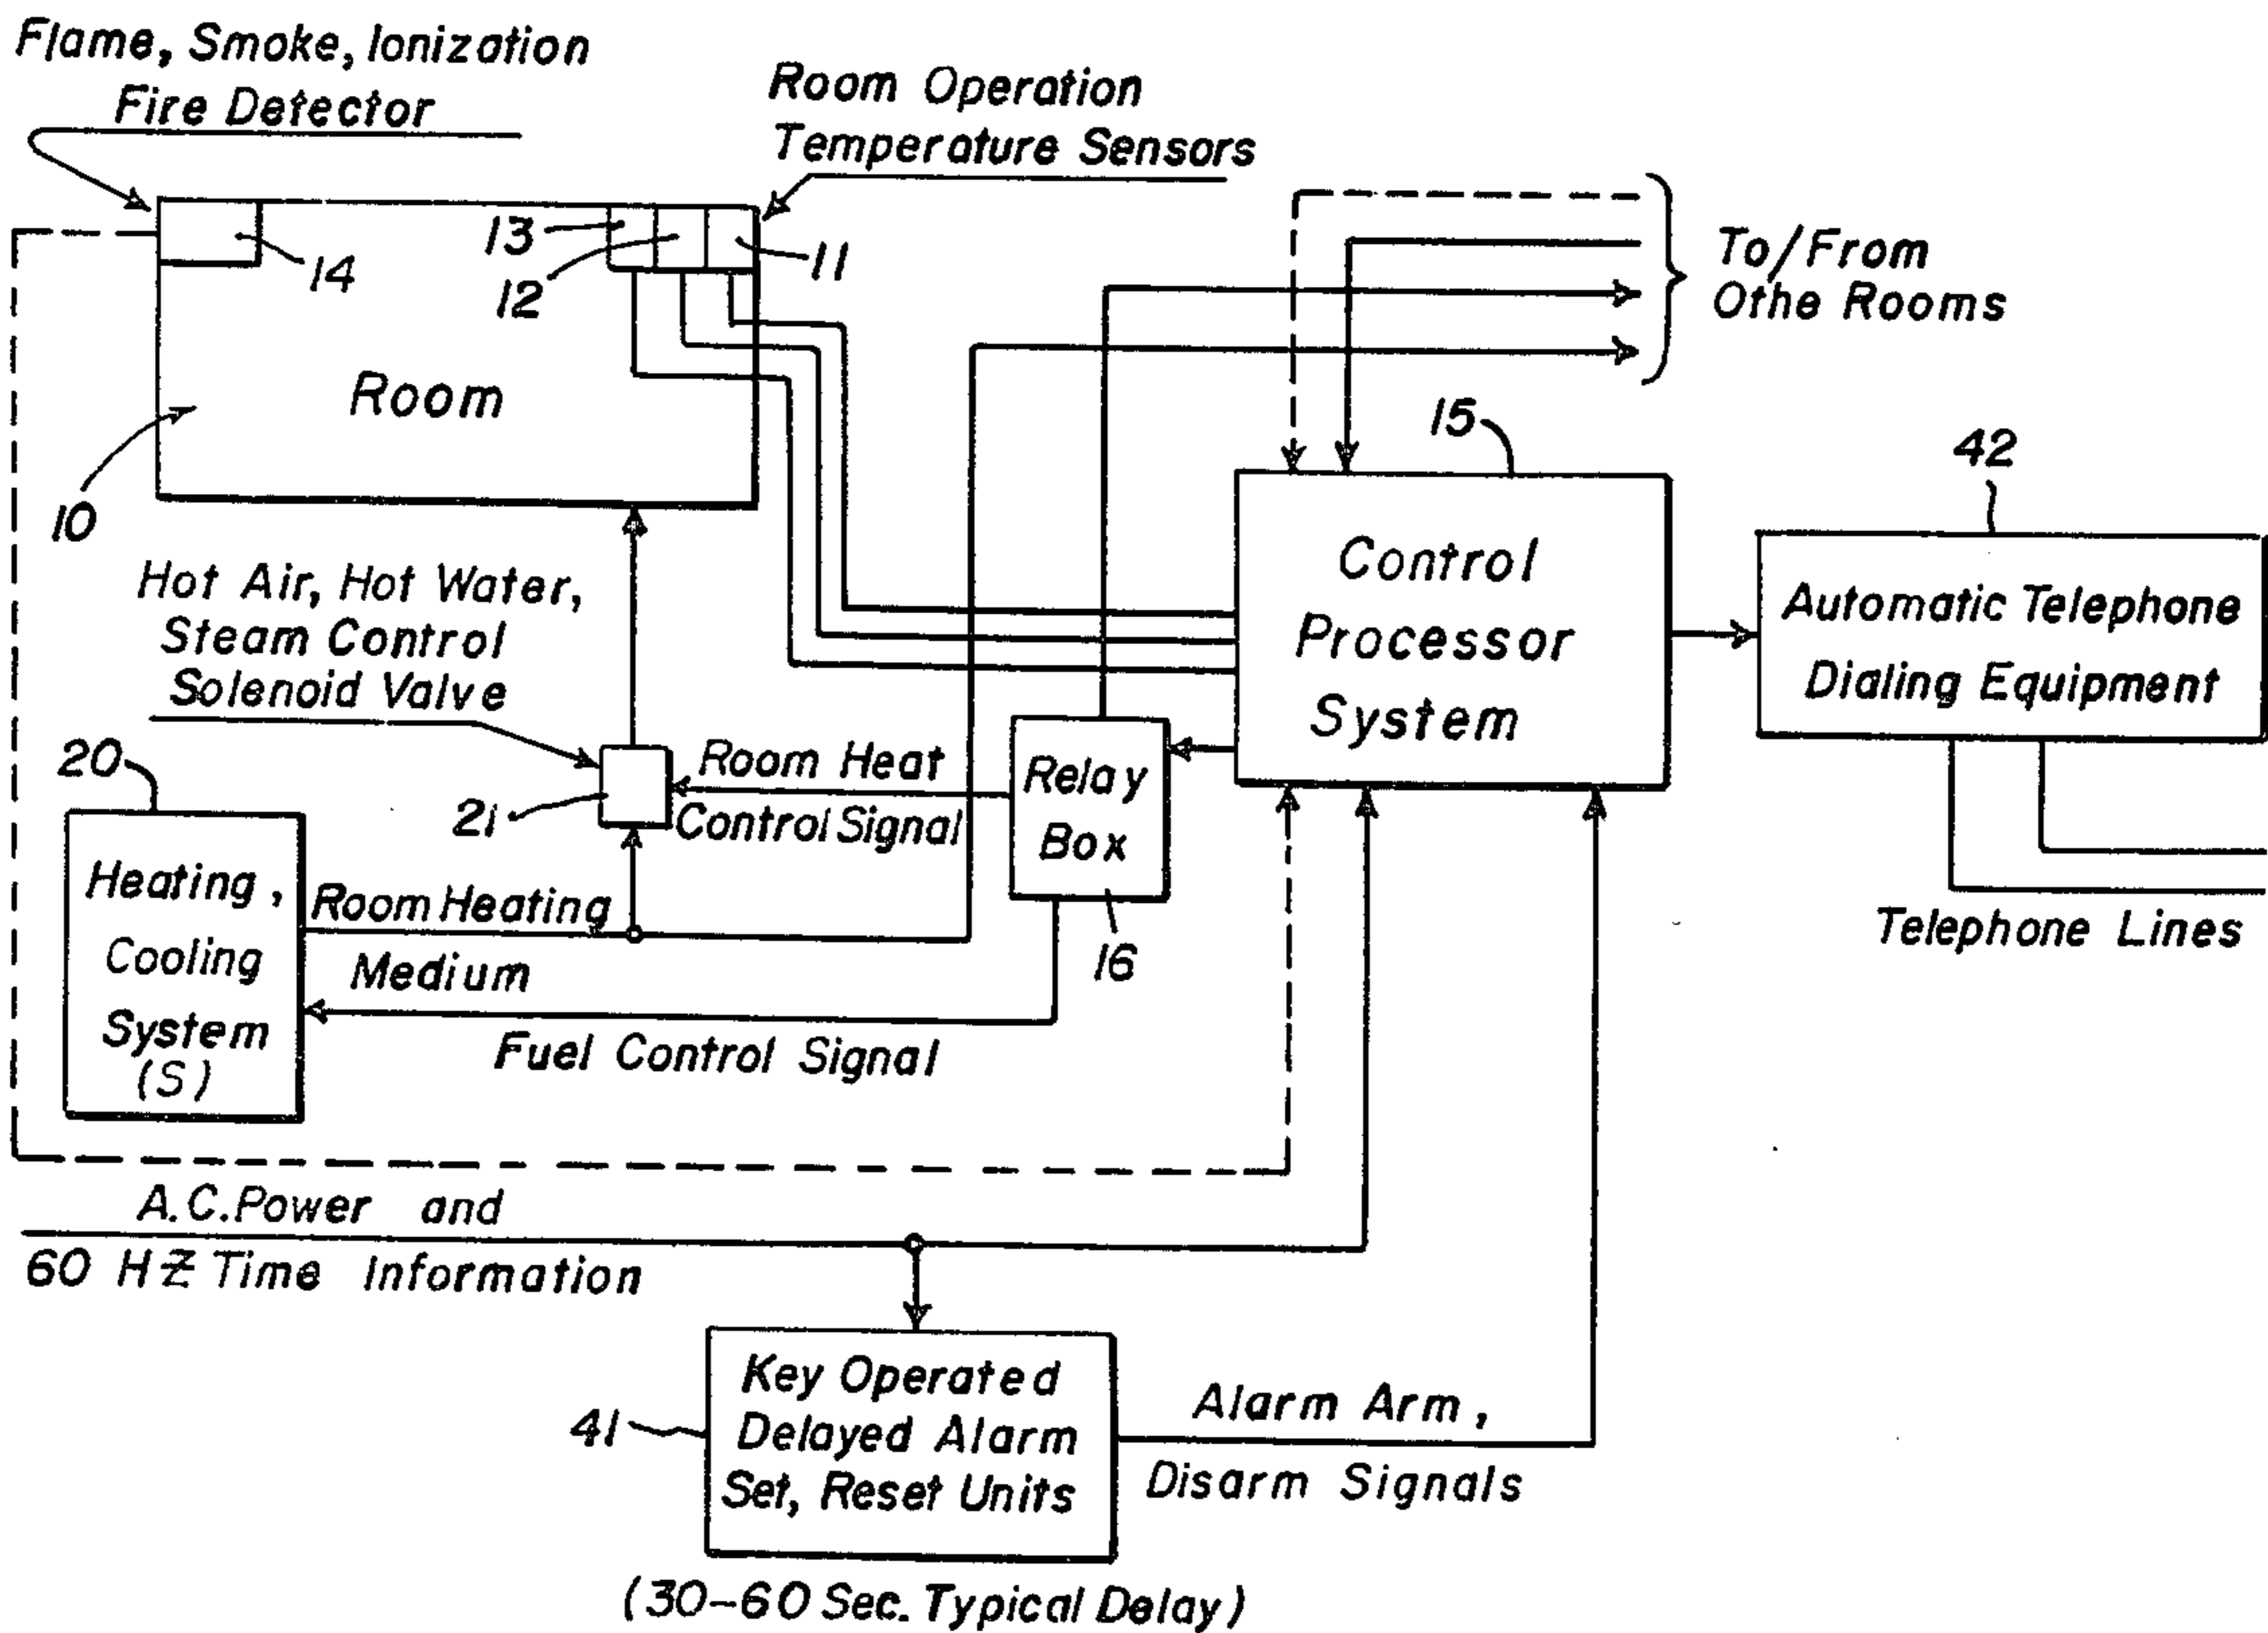 Flame, Smoke, Ionization
Fire Detector
Room Operation
Temperature Sensors
13
12
11
14
To/From
Othe Rooms
Room
10
15
42
Hot Air, Hot Water,
Steam Control
Solenoid Valve
Control
Processor
System
Automatic Telephone
Dialing Equipment
20
21
Room Heat
Control Signal
Relay
Box
16
Telephone Lines
Heating,
Cooling
System
(S)
Room Heating
Medium
Fuel Control Signal
A.C. Power and
60 HZ Time Information
41
Key Operated
Delayed Alarm
Set, Reset Units
Alarm Arm,
Disarm Signals
(30-60 Sec. Typical Delay)